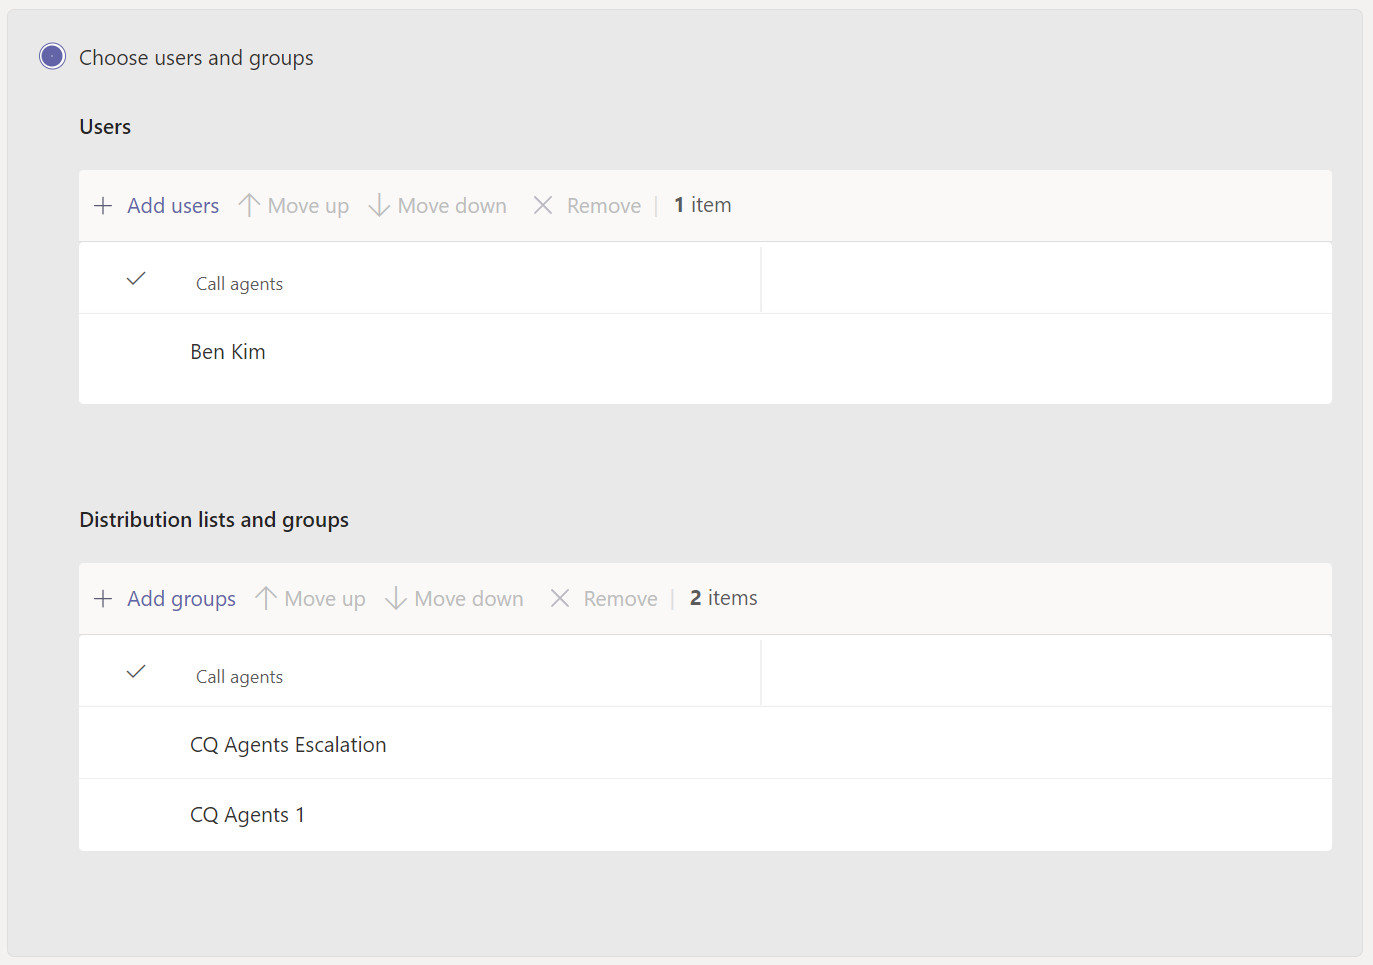 Choose users and groups
Users
Add users Move up Move down Remove 1 item
Call agents
Ben Kim
Distribution lists and groups
Add groups Move up Move down Remove 2 items
Call agents
CQ Agents Escalation
CQ Agents 1